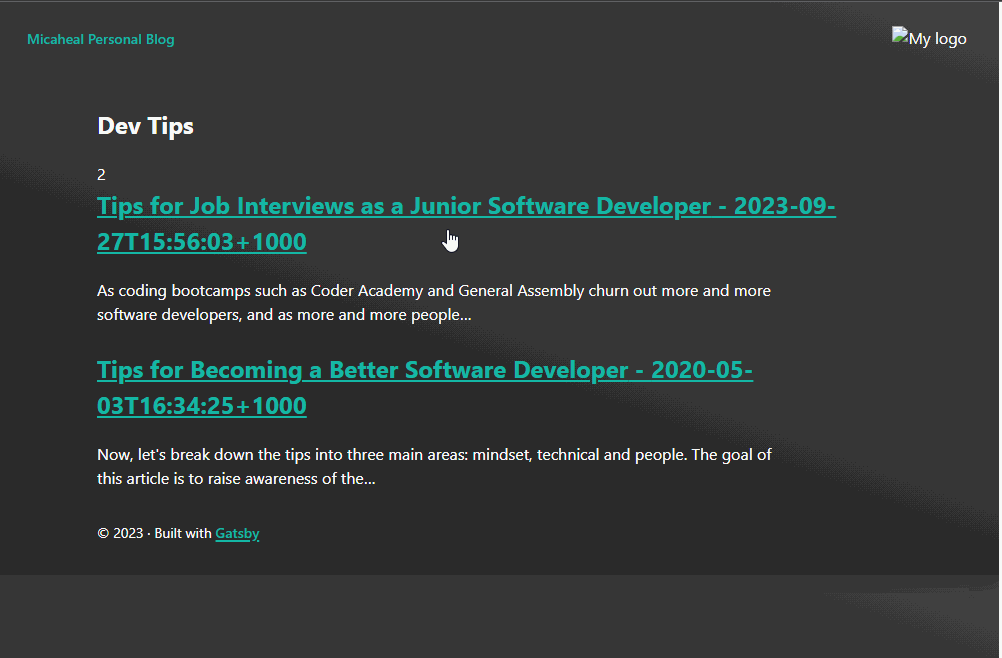 Micaheal Personal Blog
My logo
Dev Tips
2
Tips for Job Interviews as a Junior Software Developer - 2023-09-
27T15:56:03+1000
As coding bootcamps such as Coder Academy and General Assembly churn out more and more
software developers, and as more and more people...
Tips for Becoming a Better Software Developer - 2020-05-
03T16:34:25+1000
Now, let's break down the tips into three main areas: mindset, technical and people. The goal of
this article is to raise awareness of the...
© 2023 · Built with Gatsby